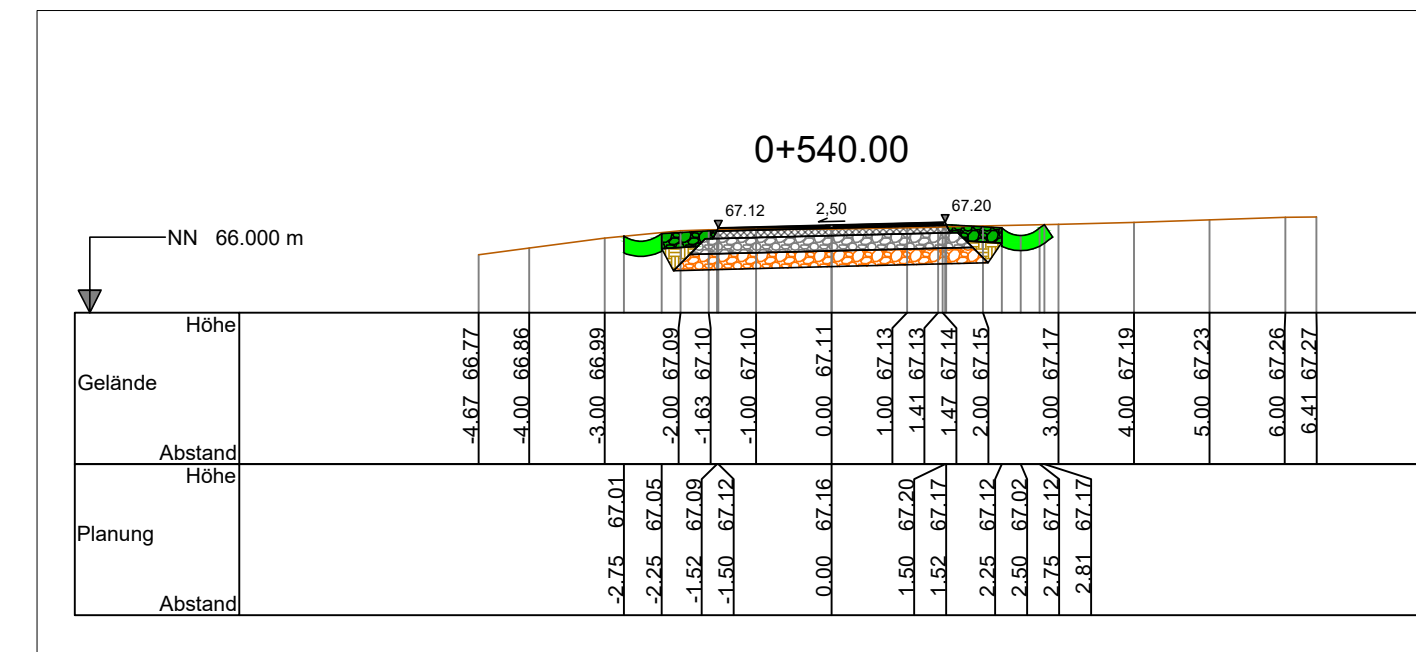 0+540.00
67.12 2,50 67.20
NN 66.000 m
Höhe
66.77 66.86 66.99 67.09 67.10 67.10 67.11 67.13 67.13 67.14 67.15 67.17 67.19 67.23 67.26 67.27
Gelände
-4.67 -4.00 -3.00 -2.00 -1.63 -1.00 0.00 1.00 1.41 1.47 2.00 3.00 4.00 5.00 6.00 6.41
Abstand
Höhe
67.01 67.05 67.09 67.12 67.16 67.20 67.17 67.12 67.02 67.12 67.17
Planung
-2.75 -2.25 -1.52 -1.50 0.00 1.50 1.52 2.25 2.50 2.75 2.81
Abstand